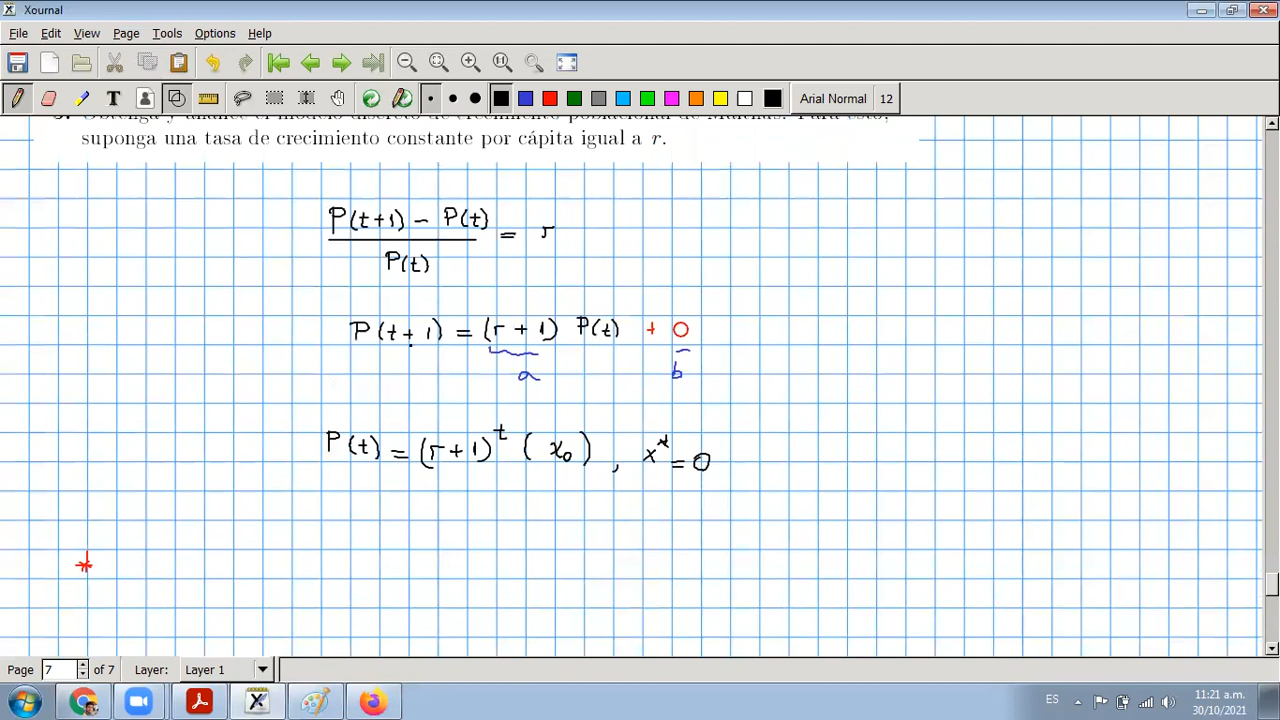 Xournal
File Edit View Page Tools Options Help
Arial Normal 12
suponga una tasa de crecimiento constante por cápita igual a r.
P(t+1) - P(t)
= r
P(t)
P(t+1) = (r+1) P(t) + 0
a b
P(t) = (r+1)^t (x_0), x^* = 0
*
Page 7 of 7 Layer: Layer 1
ES 11:21 a.m.
30/10/2021